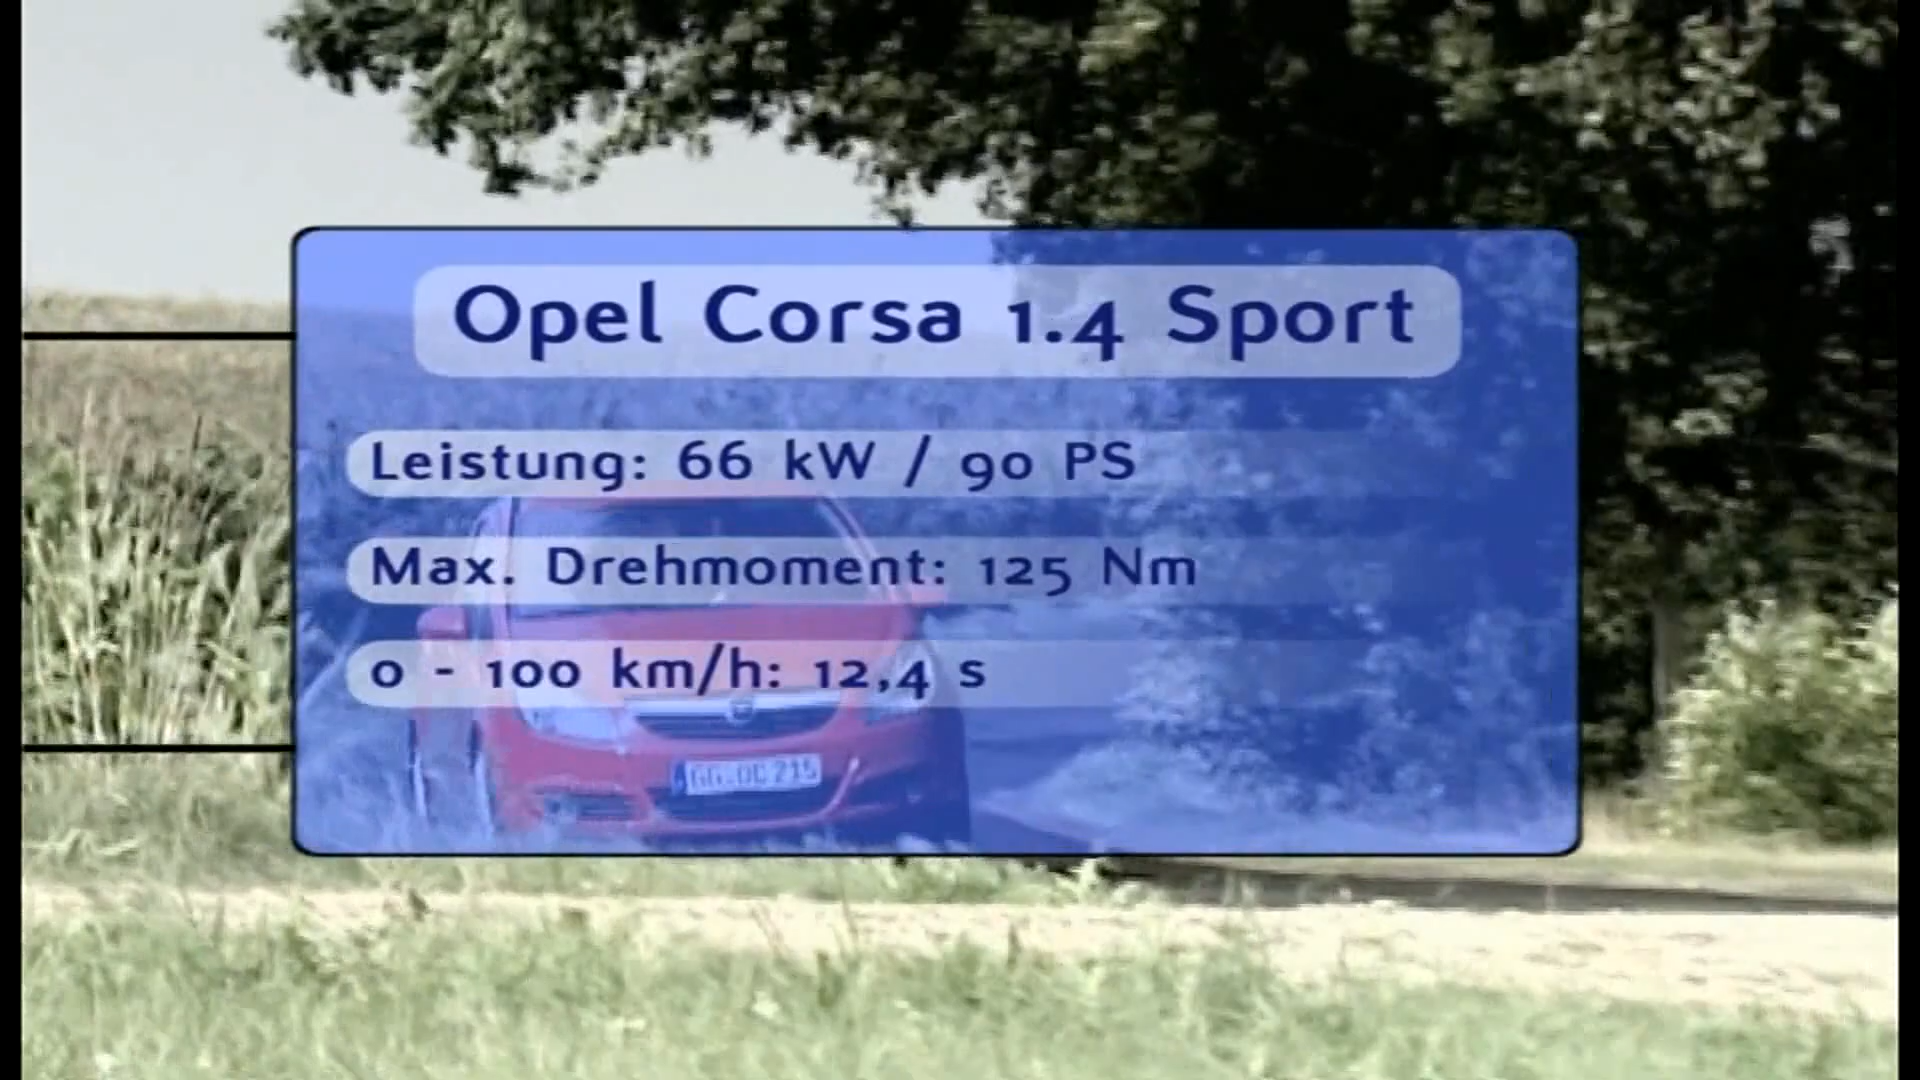 Opel Corsa 1.4 Sport
Leistung: 66 kW / 90 PS
Max. Drehmoment: 125 Nm
0 - 100 km/h: 12,4 s